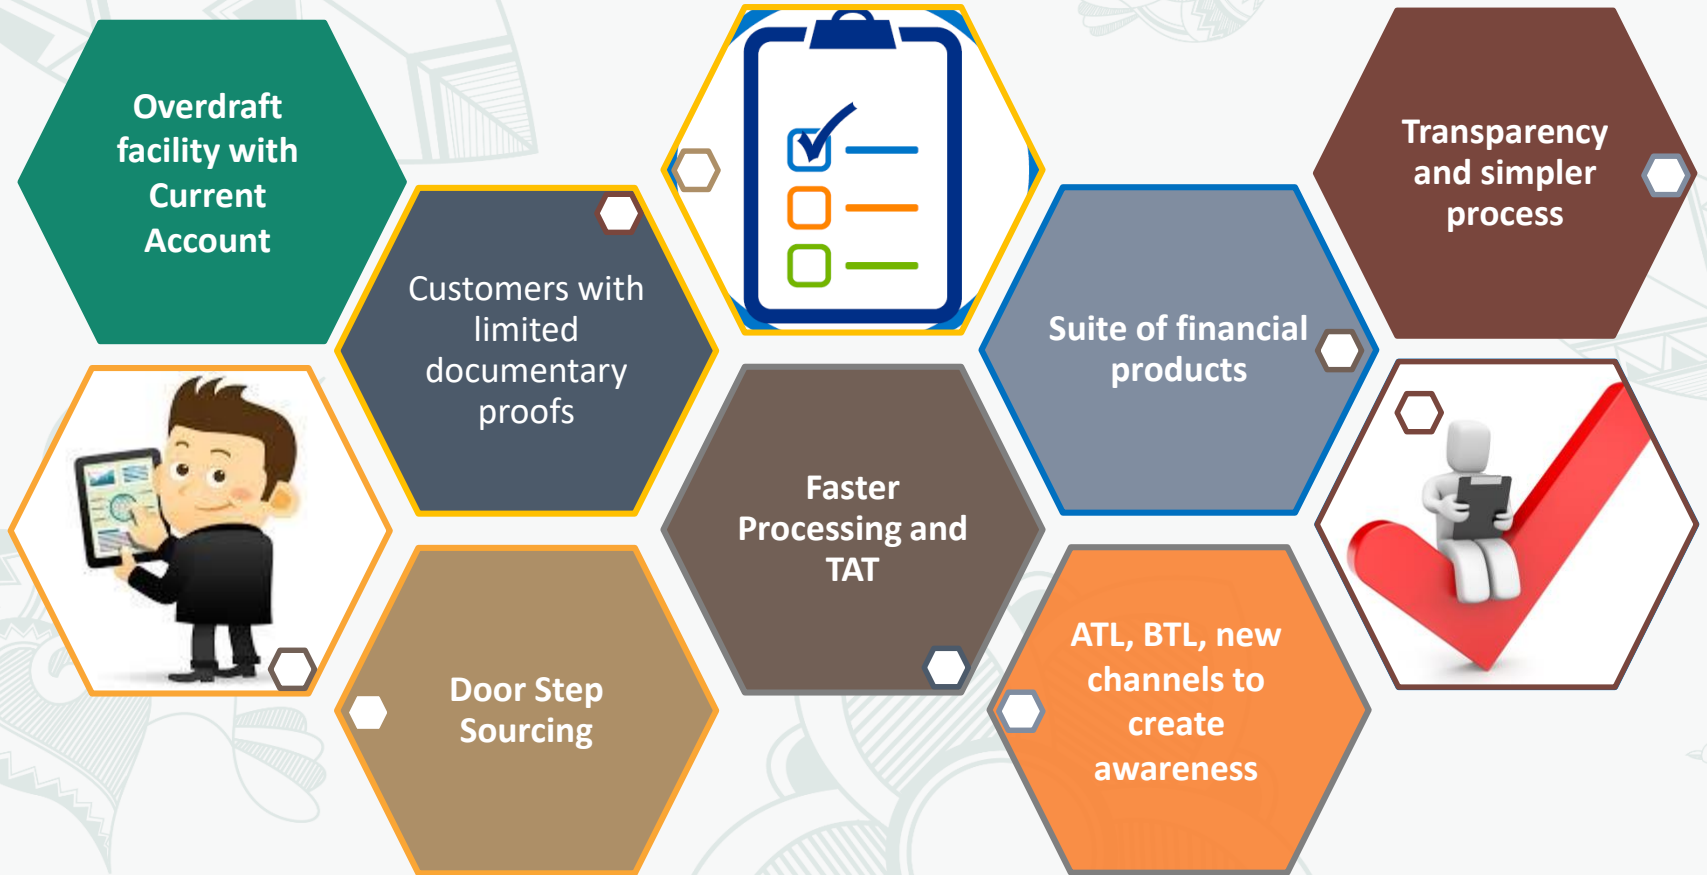 Overdraft
facility with
Current
Account
Customers with
limited
documentary
proofs
Door Step
Sourcing
Faster
Processing and
TAT
Suite of financial
products
ATL, BTL, new
channels to
create
awareness
Transparency
and simpler
process